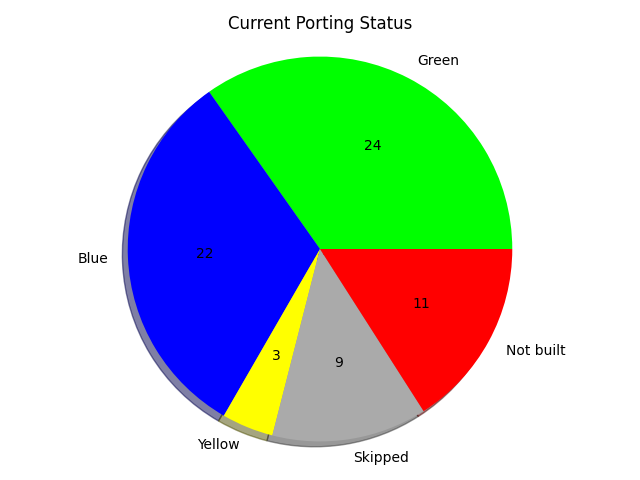 Current Porting Status
Green
24
Blue
22
3
Yellow
9
Skipped
11
Not built